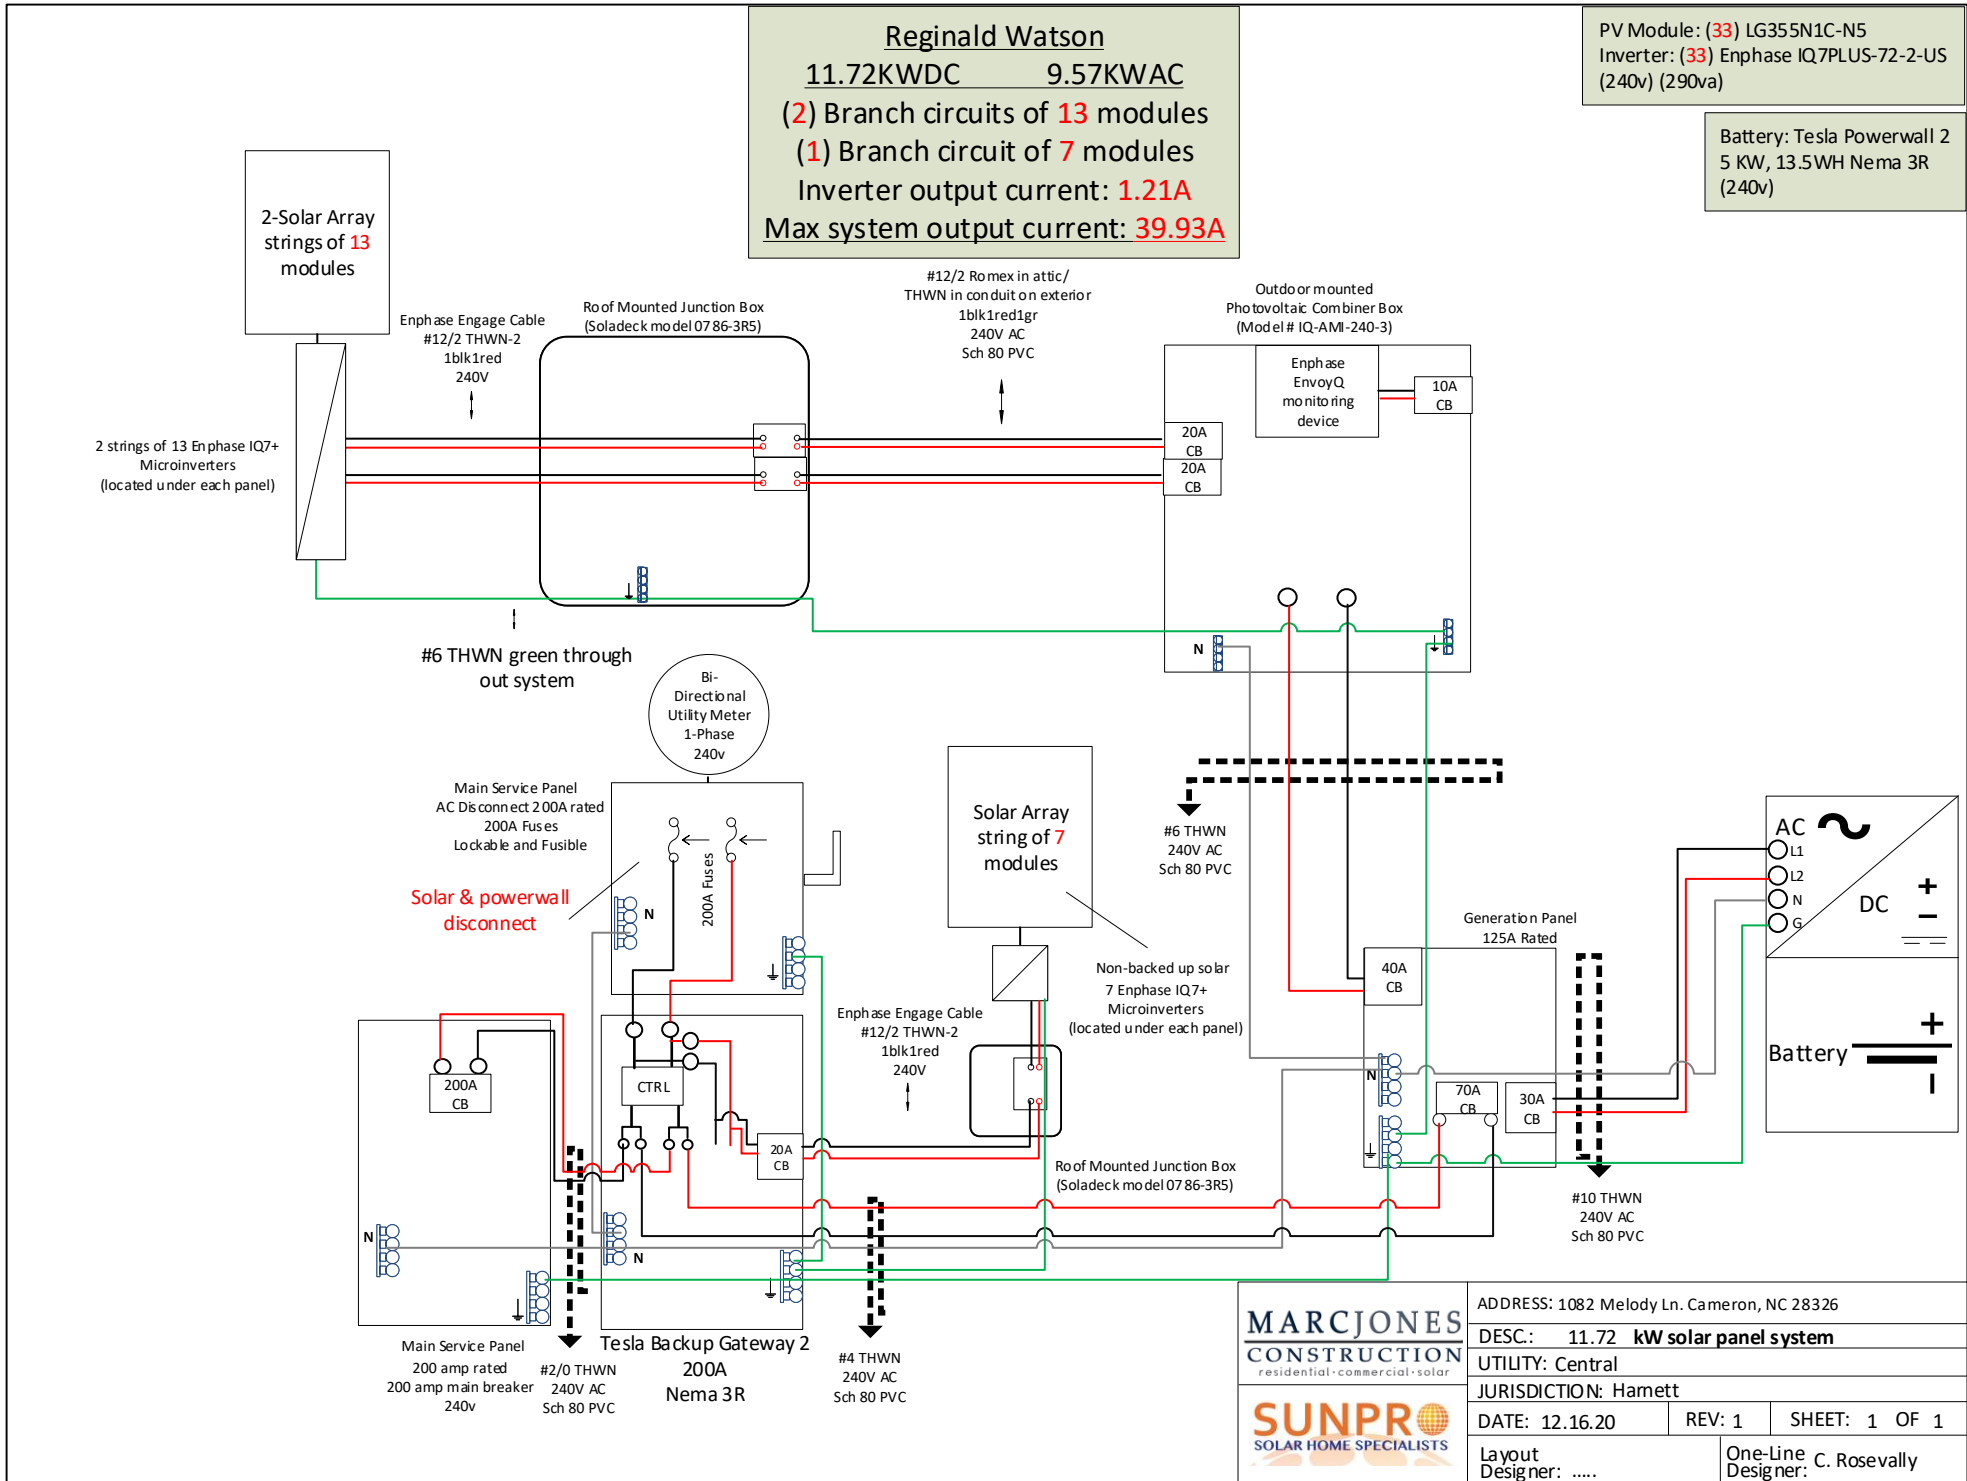 Reginald Watson
11.72KWDC 9.57KWAC
(2) Branch circuits of 13 modules
(1) Branch circuit of 7 modules
Inverter output current: 1.21A
Max system output current: 39.93A
PV Module: (33) LG355N1C-N5
Inverter: (33) Enphase IQ7PLUS-72-2-US
(240v) (290va)
Battery: Tesla Powerwall 2
5 KW, 13.5WH Nema 3R
(240v)
2-Solar Array
strings of 13
modules
Enphase Engage Cable
#12/2 THWN-2
1blk1red
240V
Roof Mounted Junction Box
(Soladeck model 0786-3R5)
#12/2 Romex in attic/
THWN in conduit on exterior
1blk1red1gr
240V AC
Sch 80 PVC
Outdoor mounted
Photovoltaic Combiner Box
(Model# IQ-AMI-240-3)
Enphase
EnvoyQ
monitoring
device
10A
CB
20A
CB
20A
CB
2 strings of 13 Enphase IQ7+
Microinverters
(located under each panel)
#6 THWN green through
out system
N
Bi-
Directional
Utility Meter
1-Phase
240v
Main Service Panel
AC Disconnect 200A rated
200A Fuses
Lockable and Fusible
Solar & powerwall
disconnect
N
200A Fuses
Solar Array
string of 7
modules
#6 THWN
240V AC
Sch 80 PVC
Non-backed up solar
7 Enphase IQ7+
Microinverters
(located under each panel)
Generation Panel
125A Rated
AC
L1
L2
N
G
DC
+
–
Battery
+
–
40A
CB
N
70A
CB
30A
CB
Enphase Engage Cable
#12/2 THWN-2
1blk1red
240V
200A
CB
CTRL
20A
CB
Roof Mounted Junction Box
(Soladeck model 0786-3R5)
#10 THWN
240V AC
Sch 80 PVC
N
N
Main Service Panel
200 amp rated
200 amp main breaker
240v
#2/0 THWN
240V AC
Sch 80 PVC
Tesla Backup Gateway 2
200A
Nema 3R
#4 THWN
240V AC
Sch 80 PVC
MARCJONES
CONSTRUCTION
residential·commercial·solar
SUNPRO
SOLAR HOME SPECIALISTS
ADDRESS: 1082 Melody Ln. Cameron, NC 28326
DESC.: 11.72 kW solar panel system
UTILITY: Central
JURISDICTION: Harnett
DATE: 12.16.20 REV: 1 SHEET: 1 OF 1
Layout
Designer: .....
One-Line
Designer: C. Rosevally